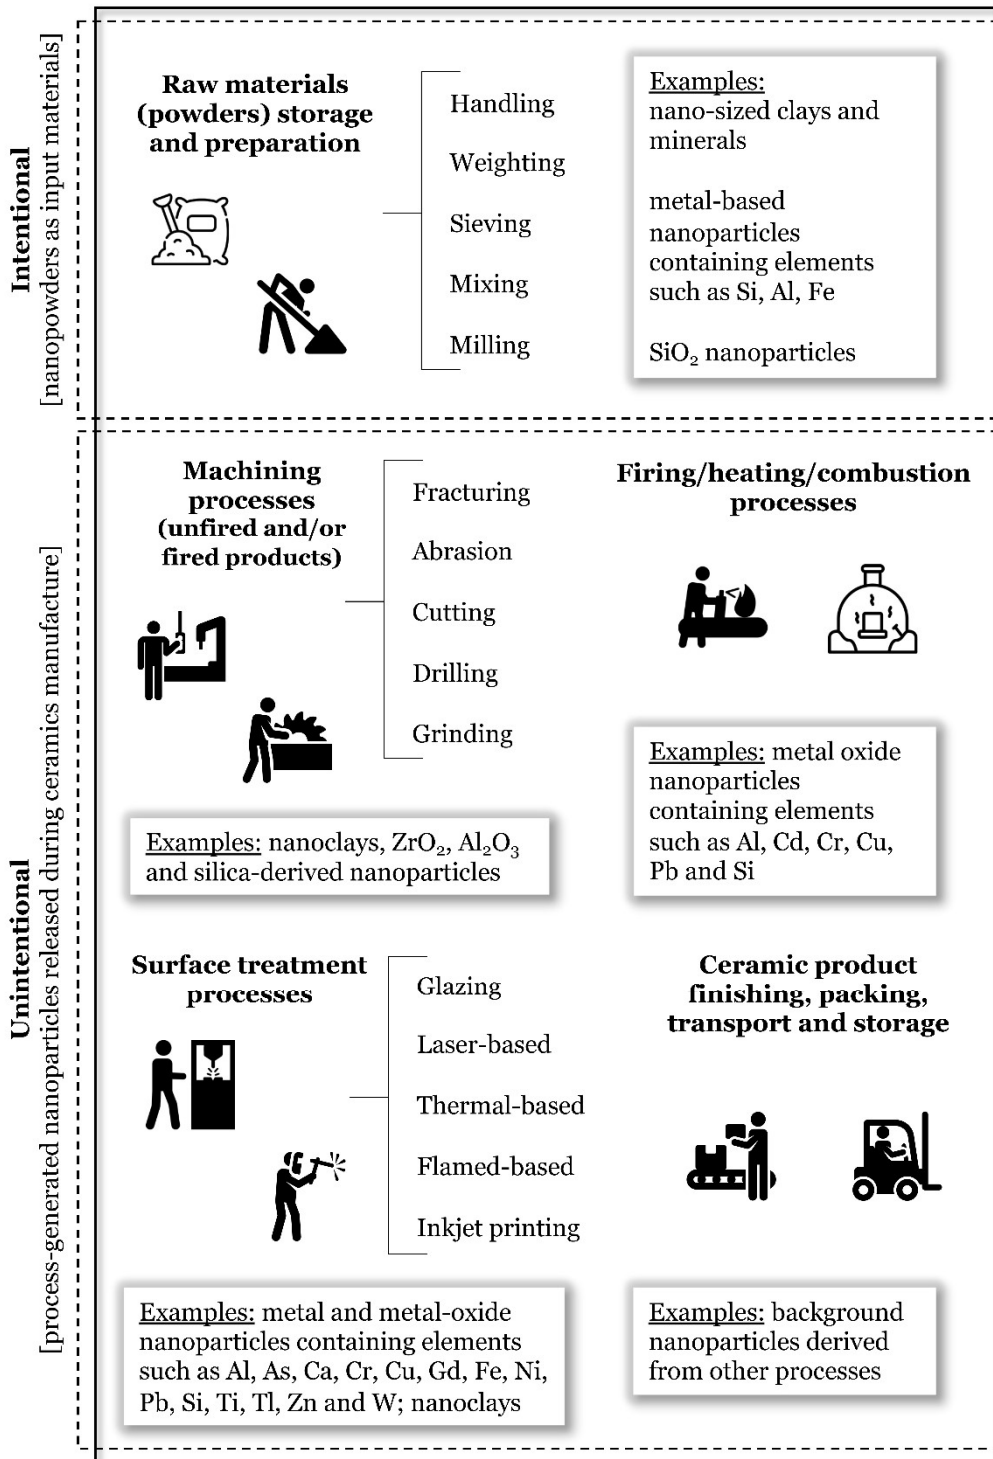 Intentional
[nanopowders as input materials]
Raw materials
(powders) storage
and preparation
Handling
Weighting
Sieving
Mixing
Milling
Examples:
nano-sized clays and
minerals
metal-based
nanoparticles
containing elements
such as Si, Al, Fe
SiO₂ nanoparticles
Unintentional
[process-generated nanoparticles released during ceramics manufacture]
Machining
processes
(unfired and/or
fired products)
Fracturing
Abrasion
Cutting
Drilling
Grinding
Examples: nanoclays, ZrO₂, Al₂O₃
and silica-derived nanoparticles
Firing/heating/combustion
processes
Examples: metal oxide
nanoparticles
containing elements
such as Al, Cd, Cr, Cu,
Pb and Si
Surface treatment
processes
Glazing
Laser-based
Thermal-based
Flamed-based
Inkjet printing
Examples: metal and metal-oxide
nanoparticles containing elements
such as Al, As, Ca, Cr, Cu, Gd, Fe, Ni,
Pb, Si, Ti, Tl, Zn and W; nanoclays
Ceramic product
finishing, packing,
transport and storage
Examples: background
nanoparticles derived
from other processes